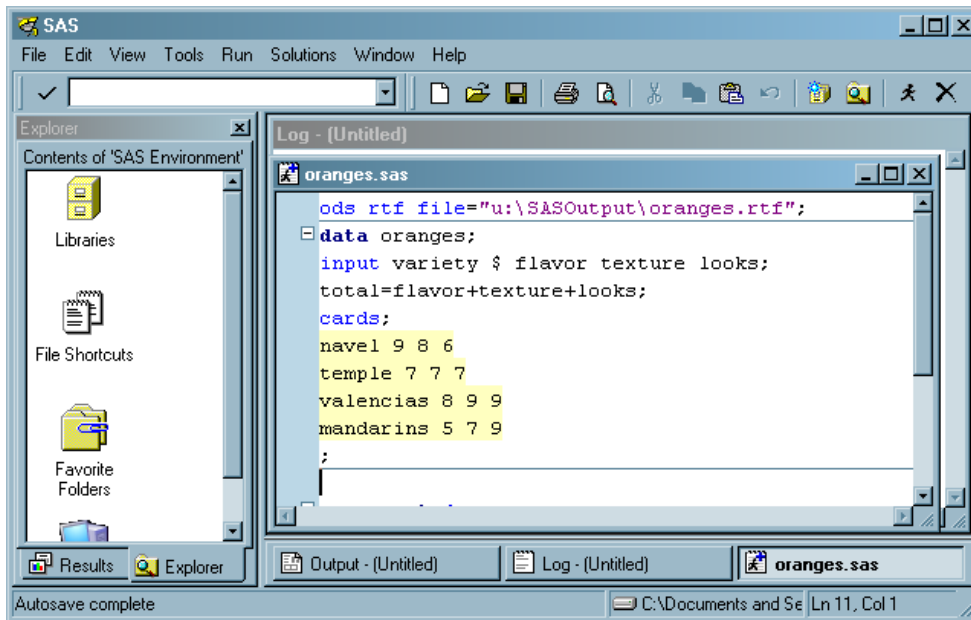 SAS
File Edit View Tools Run Solutions Window Help
Explorer
Contents of 'SAS Environment'
Libraries
File Shortcuts
Favorite
Folders
Results Explorer
Log - (Untitled)
oranges.sas
ods rtf file="u:\SASOutput\oranges.rtf";
data oranges;
input variety $ flavor texture looks;
total=flavor+texture+looks;
cards;
navel 9 8 6
temple 7 7 7
valencias 8 9 9
mandarins 5 7 9
;
Output - (Untitled) Log - (Untitled) oranges.sas
Autosave complete C:\Documents and Se Ln 11, Col 1